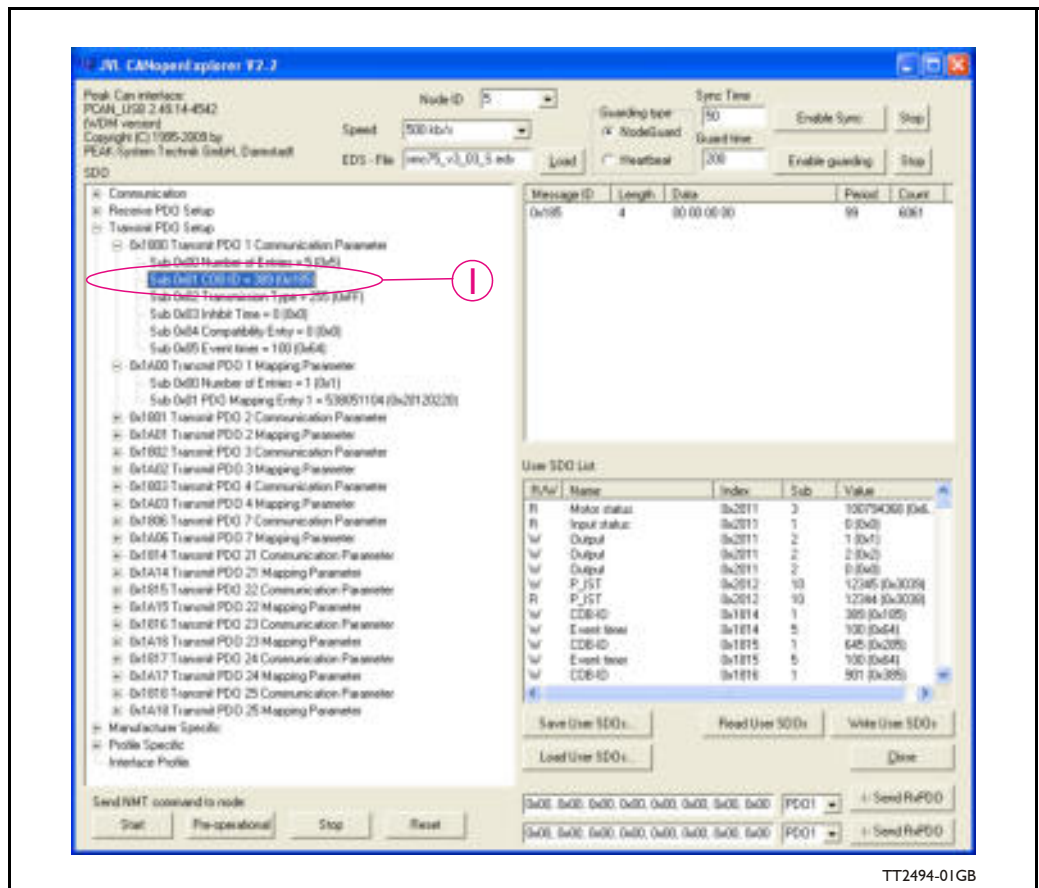 JVL CANopenExplorer V2.2
Peak Can interface:
PCAN_USB 2.46.14-4542
(WDM version)
Copyright (C) 1995-2009 by
PEAK-System Technik GmbH, Darmstadt
Node ID 5
Speed 500 kb/s
EDS - File Load
Guarding type
NodeGuard
Heartbeat
Sync Time
50
Guard time
200
Enable Sync Stop
Enable guarding Stop
SDO
Communication
Receive PDO Setup
Transmit PDO Setup
0x1800 Transmit PDO 1 Communication Parameter
Sub 0x00 Number of Entries = 5 (0x5)
Sub 0x01 COB-ID = 389 (0x185)
Sub 0x02 Transmission Type = 255 (0xFF)
Sub 0x03 Inhibit Time = 0 (0x0)
Sub 0x04 Compatibility Entry = 0 (0x0)
Sub 0x05 Event timer = 100 (0x64)
0x1A00 Transmit PDO 1 Mapping Parameter
Sub 0x00 Number of Entries = 1 (0x1)
Sub 0x01 PDO Mapping Entry 1 = 538051104 (0x20120220)
0x1801 Transmit PDO 2 Communication Parameter
0x1A01 Transmit PDO 2 Mapping Parameter
0x1802 Transmit PDO 3 Communication Parameter
0x1A02 Transmit PDO 3 Mapping Parameter
0x1803 Transmit PDO 4 Communication Parameter
0x1A03 Transmit PDO 4 Mapping Parameter
0x1806 Transmit PDO 7 Communication Parameter
0x1A06 Transmit PDO 7 Mapping Parameter
0x1814 Transmit PDO 21 Communication Parameter
0x1A14 Transmit PDO 21 Mapping Parameter
0x1815 Transmit PDO 22 Communication Parameter
0x1A15 Transmit PDO 22 Mapping Parameter
0x1816 Transmit PDO 23 Communication Parameter
0x1A16 Transmit PDO 23 Mapping Parameter
0x1817 Transmit PDO 24 Communication Parameter
0x1A17 Transmit PDO 24 Mapping Parameter
0x1818 Transmit PDO 25 Communication Parameter
0x1A18 Transmit PDO 25 Mapping Parameter
Manufacturer Specific
Profile Specific
Interface Profile
1
Message ID Length Data Period Count
0x185 4 00 00 00 00 99 6061
User SDO List
R/W Name Index Sub Value
R Motor status 0x2011 3
R Input status 0x2011 1 0 (0x0)
W Output 0x2011 2 1 (0x1)
W Output 0x2011 2 2 (0x2)
W Output 0x2011 2 0 (0x0)
W P_IST 0x2012 10 12345 (0x3039)
R P_IST 0x2012 10 12344 (0x3038)
W COB-ID 0x1814 1 389 (0x185)
W Event timer 0x1814 5 100 (0x64)
W COB-ID 0x1815 1 645 (0x285)
W Event timer 0x1815 5 100 (0x64)
W COB-ID 0x1816 1 901 (0x385)
Save User SDOs... Read User SDOs Write User SDOs
Load User SDOs... Close
Send NMT command to node
Start Pre-operational Stop Reset
0x00, 0x00, 0x00, 0x00, 0x00, 0x00, 0x00, 0x00 PDO1 <- Send RxPDO
0x00, 0x00, 0x00, 0x00, 0x00, 0x00, 0x00, 0x00 PDO1 <- Send RxPDO
TT2494-01GB